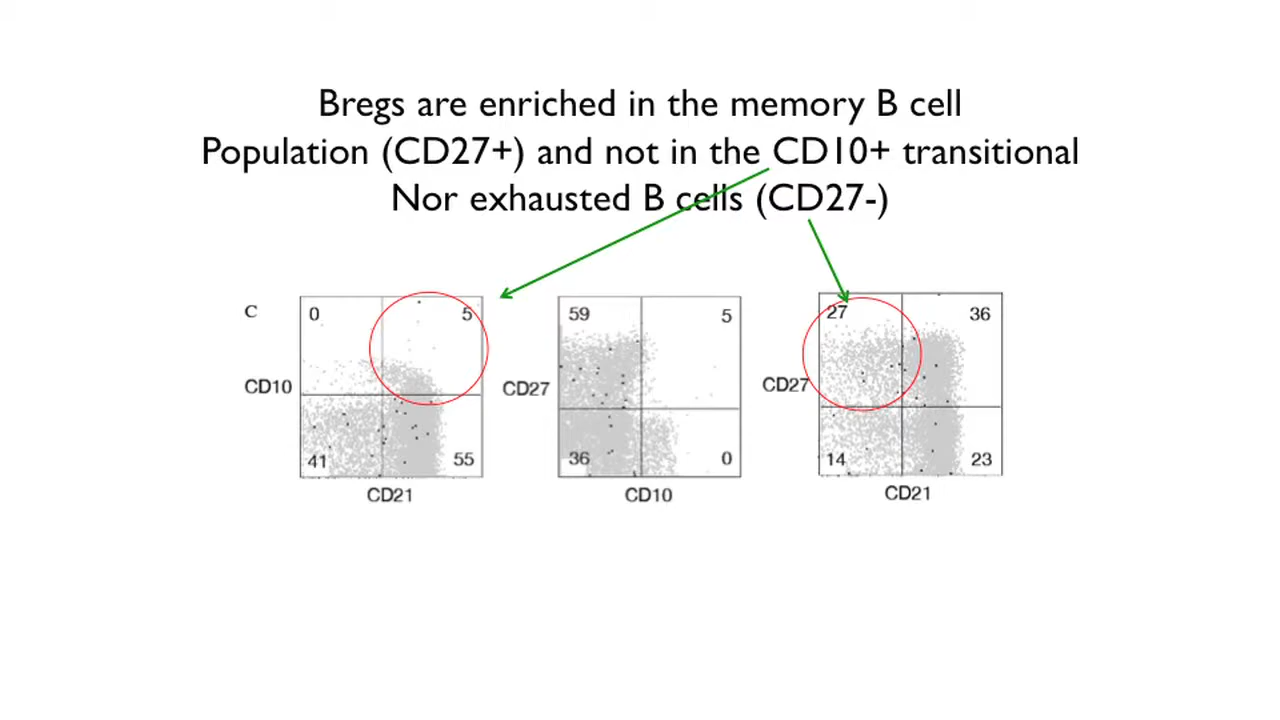 Bregs are enriched in the memory B cell
Population (CD27+) and not in the CD10+ transitional
Nor exhausted B cells (CD27-)
C
0
5
CD10
41
55
CD21
59
5
CD27
36
0
CD10
27
36
CD27
14
23
CD21